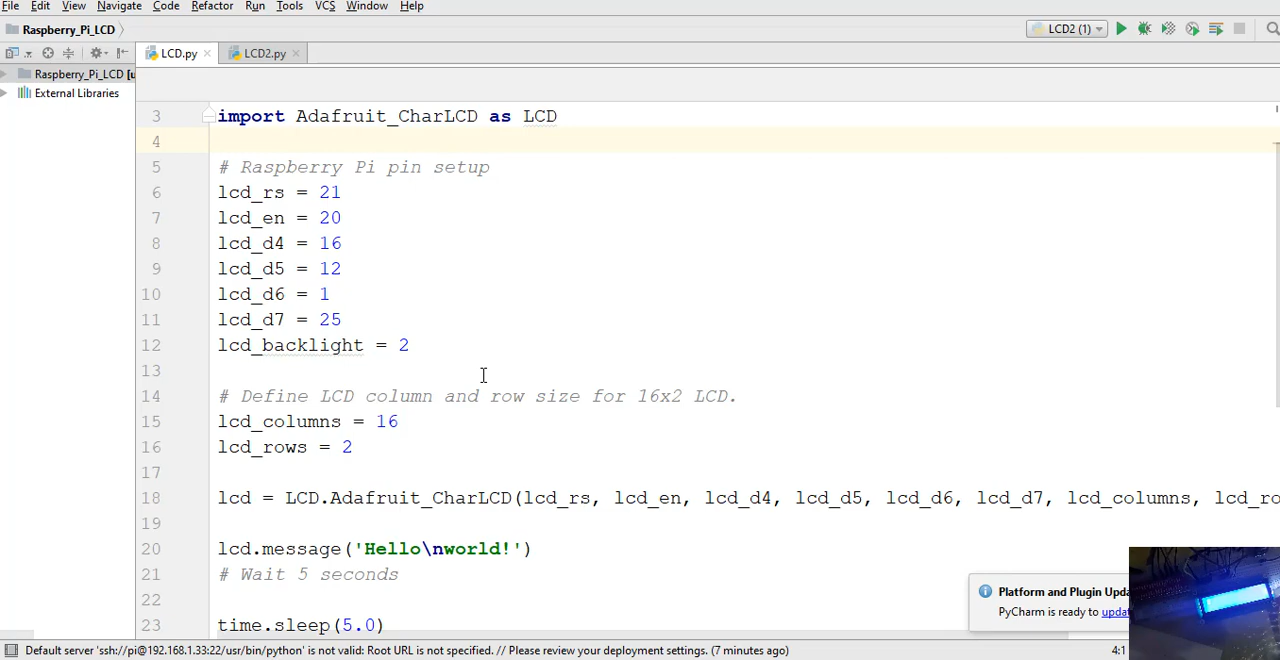 File Edit View Navigate Code Refactor Run Tools VCS Window Help
Raspberry_Pi_LCD
LCD2 (1)
LCD.py LCD2.py
Raspberry_Pi_LCD [u
External Libraries
3 import Adafruit_CharLCD as LCD
4
5 # Raspberry Pi pin setup
6 lcd_rs = 21
7 lcd_en = 20
8 lcd_d4 = 16
9 lcd_d5 = 12
10 lcd_d6 = 1
11 lcd_d7 = 25
12 lcd_backlight = 2
13
14 # Define LCD column and row size for 16x2 LCD.
15 lcd_columns = 16
16 lcd_rows = 2
17
18 lcd = LCD.Adafruit_CharLCD(lcd_rs, lcd_en, lcd_d4, lcd_d5, lcd_d6, lcd_d7, lcd_columns, lcd_ro
19
20 lcd.message('Hello\nworld!')
21 # Wait 5 seconds
22
23 time.sleep(5.0)
Platform and Plugin Upda
PyCharm is ready to updat
Default server 'ssh://pi@192.168.1.33:22/usr/bin/python' is not valid: Root URL is not specified. // Please review your deployment settings. (7 minutes ago) 4:1